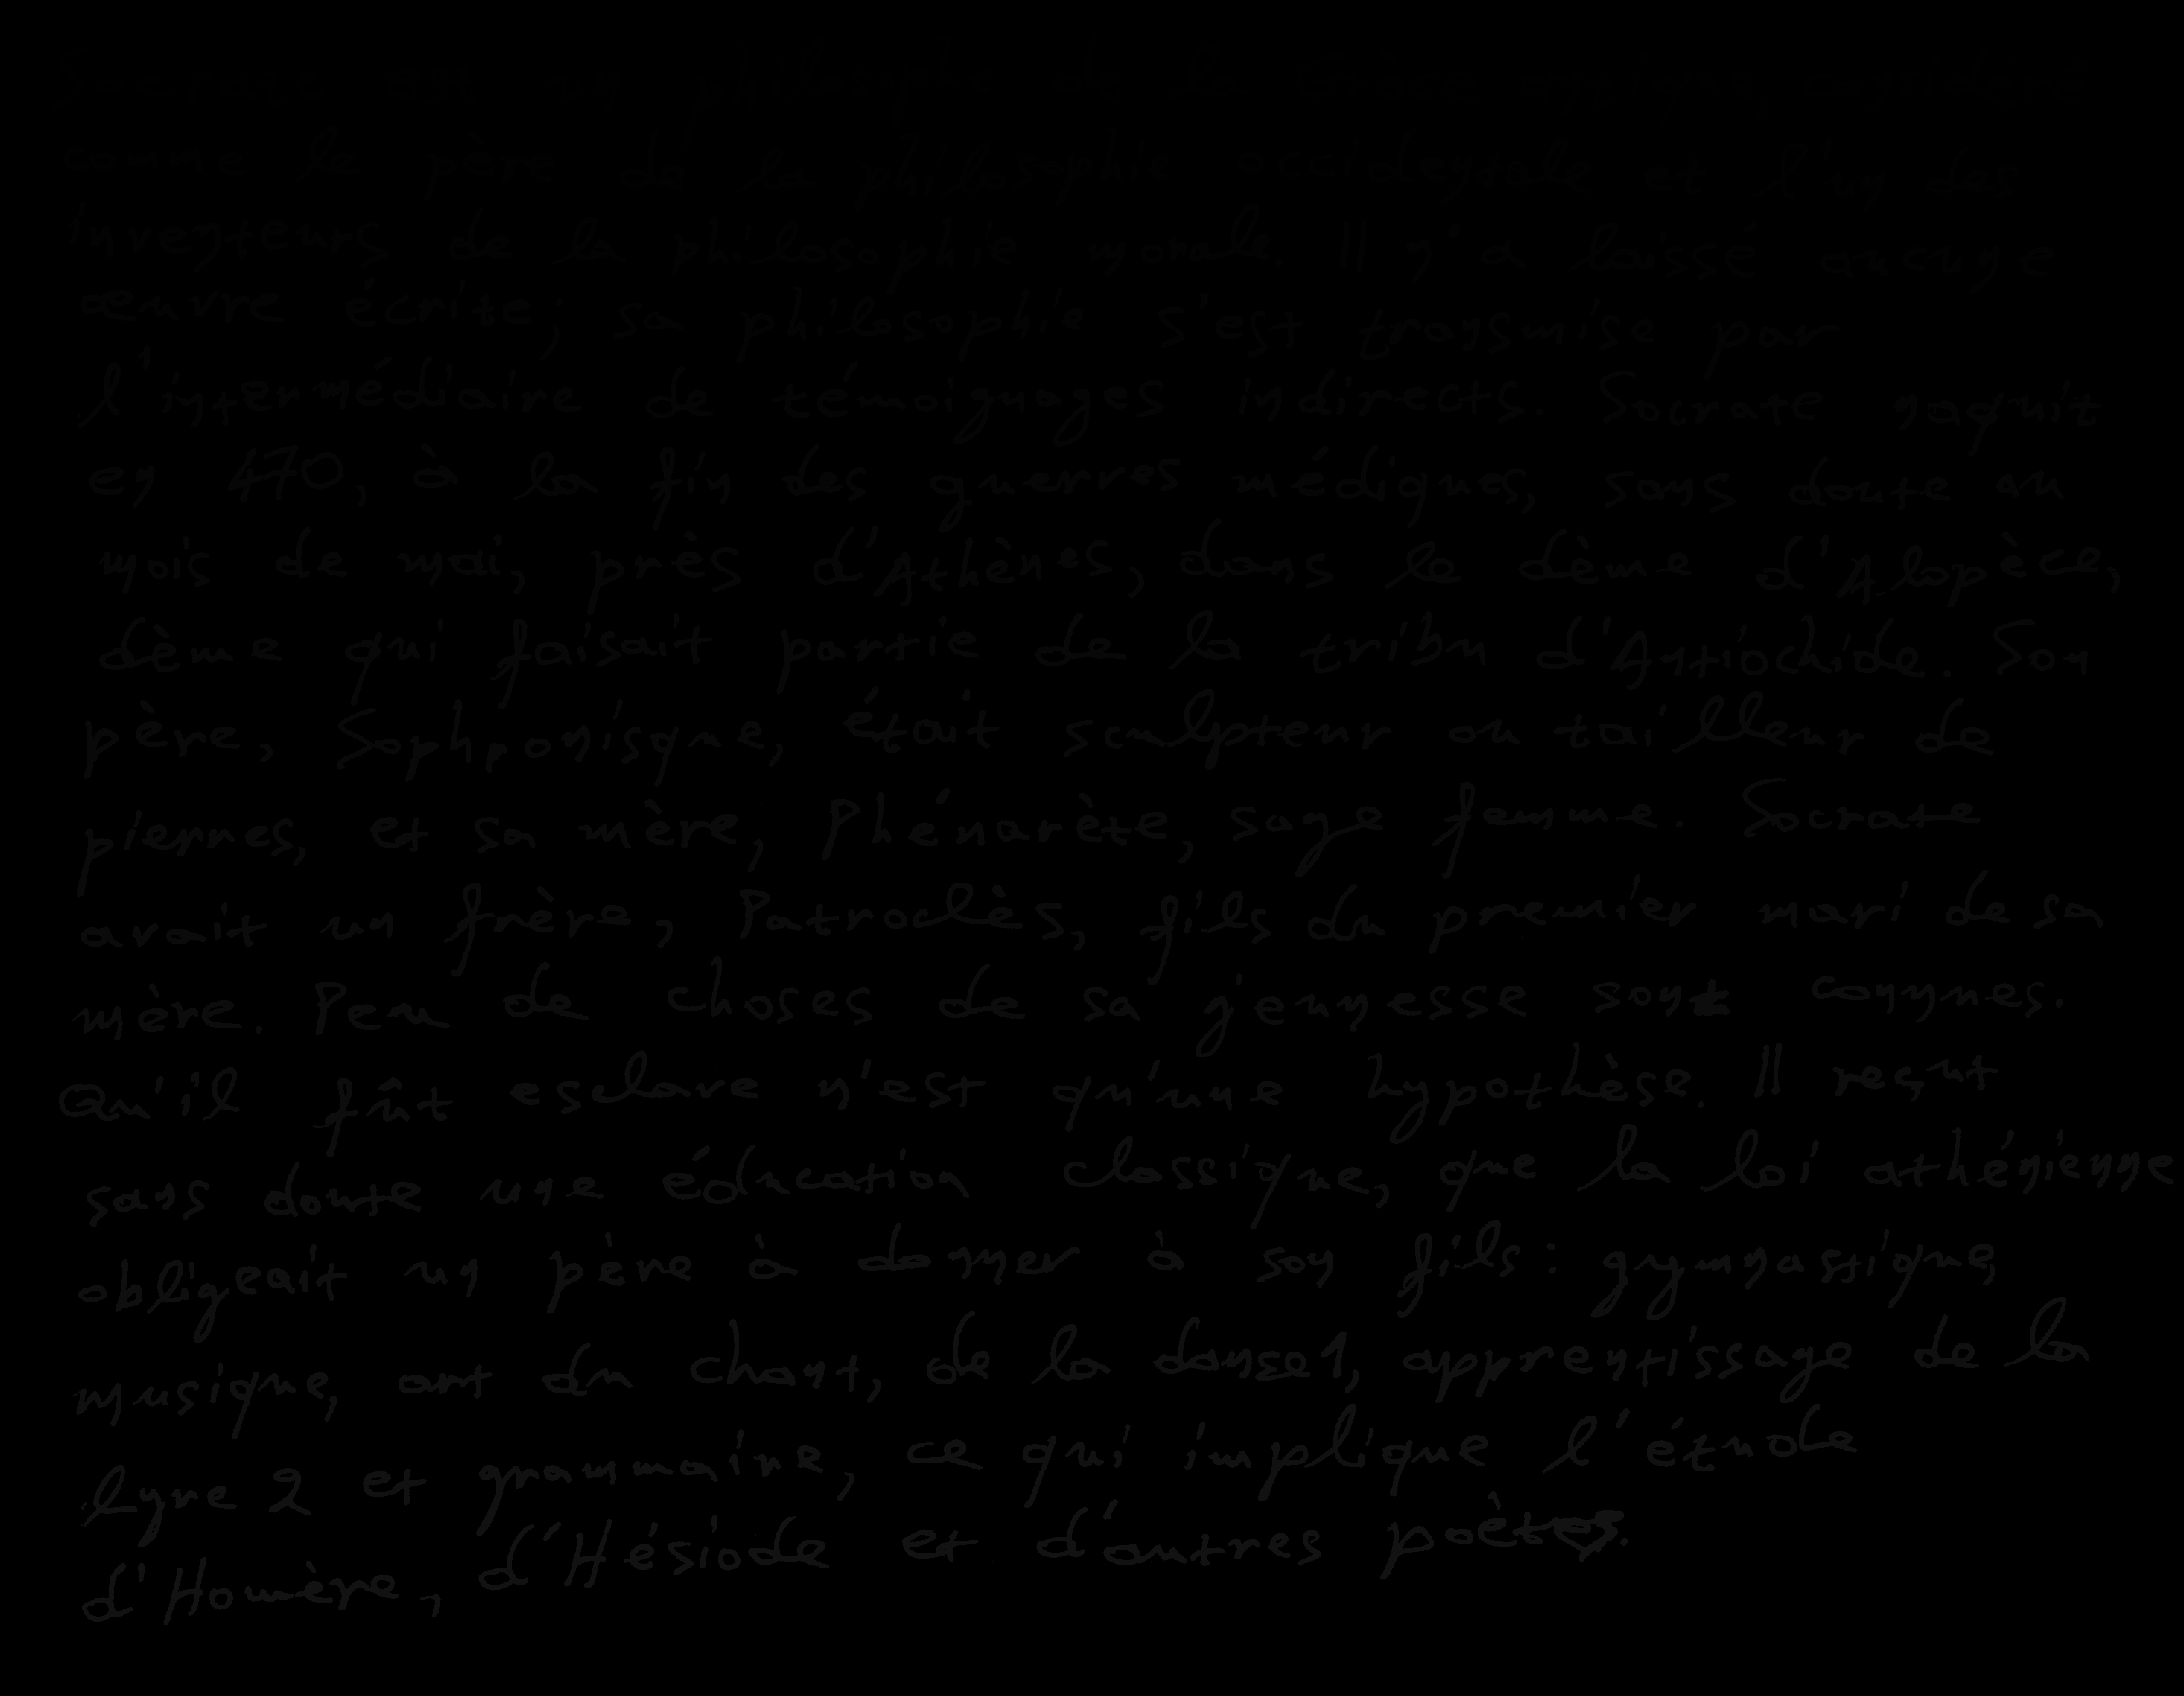 Socrate est un philosophe de la Grèce
comme le père de la philosophie occidentale et l'un des
inventeurs de la philosophie morale. Il n'a laissé aucune
œuvre écrite; sa philosophie s'est transmise par
l'intermédiaire de témoignages indirects. Socrate naquit
en 470, à la fin des guerres médiques, sans doute au
mois de mai, près d'Athènes, dans le dème d'Alopèce,
dème qui faisait partie de la tribu d'Antiochide. Son
père, Sophronisque, était sculpteur ou tailleur de
pierres, et sa mère, Phénarète, sage femme. Socrate
avait un frère, Patroclès, fils du premier mari de sa
mère. Peu de choses de sa jeunesse sont connues.
Qu'il fût esclave n'est qu'une hypothèse. Il reçut
sans doute une éducation classique, que la loi athénienne
obligeait un père à donner à son fils: gymnastique,
musique, art du chant, de la danse1, apprentissage de la
lyre 2 et grammaire, ce qui implique l'étude
d'Homère, d'Hésiode et d'autres poètes.